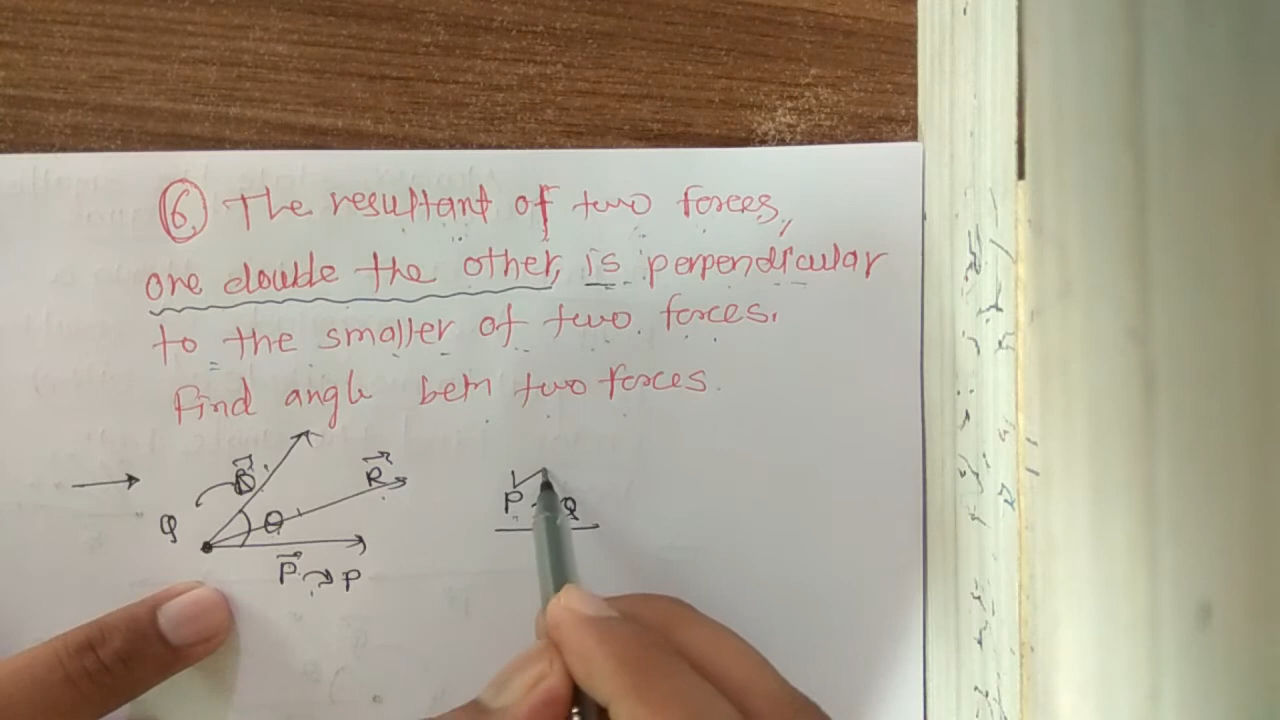 6 The resultant of two forces,
one double the other, is perpendicular
to the smaller of two forces.
Find angle betn two forces.
Q R
Q θ P Q
P P